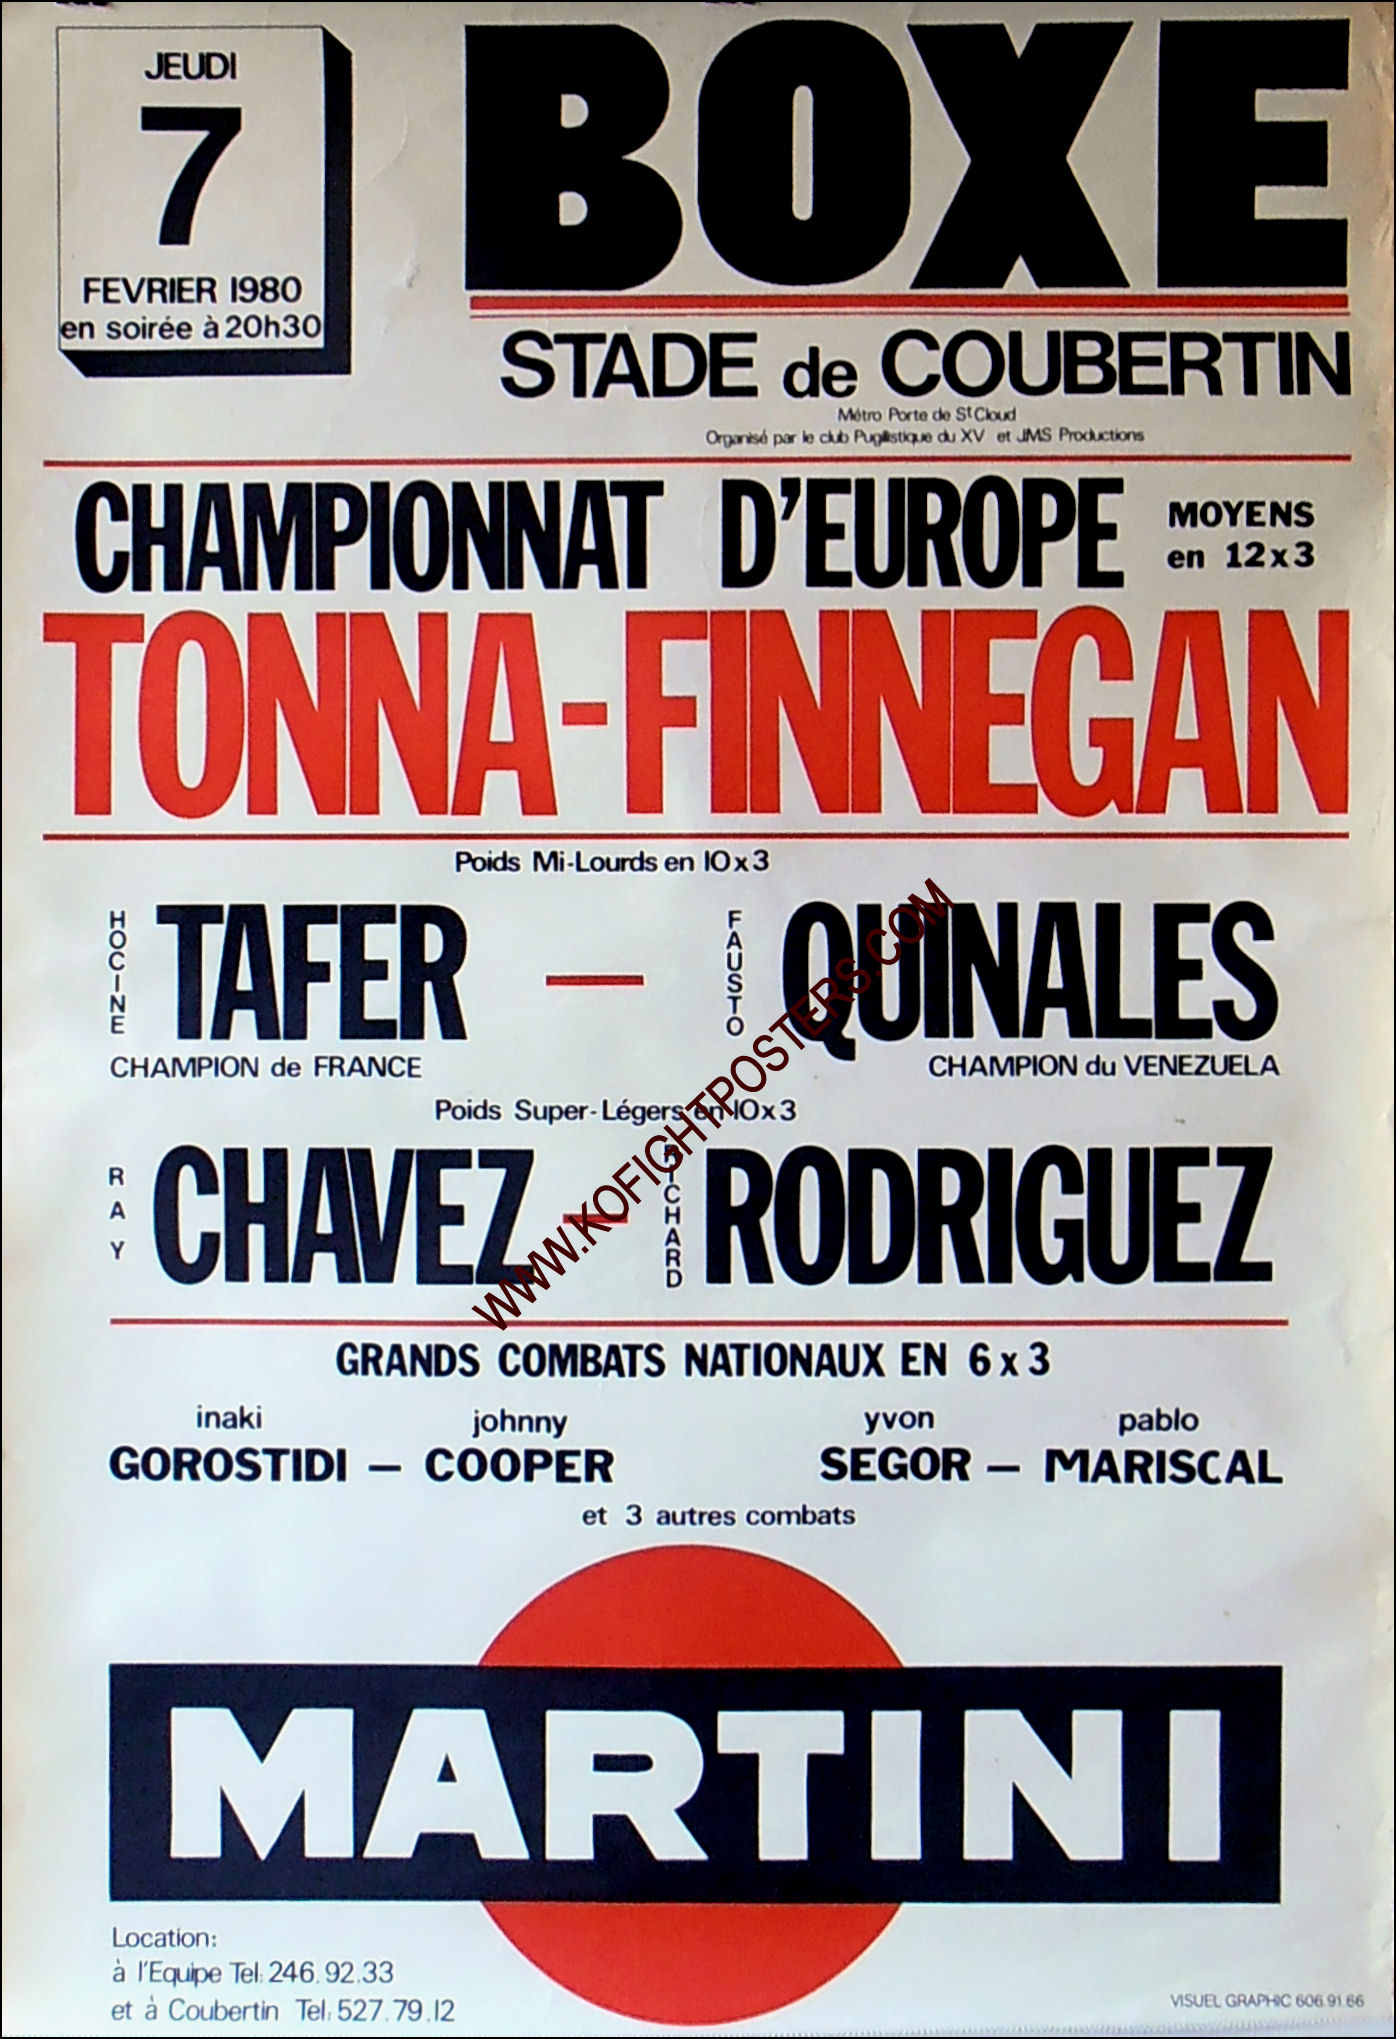 JEUDI
7
FEVRIER 1980
en soirée à 20h30
BOXE
STADE de COUBERTIN
Métro Porte de St Cloud
Organisé par le club Pugilistique du XV et JMS Productions
CHAMPIONNAT D'EUROPE
MOYENS
en 12x3
TONNA-FINNEGAN
Poids Mi-Lourds en 10x3
HOCINE TAFER — FAUSTO QUINALES
CHAMPION de FRANCE
CHAMPION du VENEZUELA
Poids Super-Légers en 10x3
RAY CHAVEZ — RICHARD RODRIGUEZ
WWW.KOFIGHTPOSTERS.COM
GRANDS COMBATS NATIONAUX EN 6x3
inaki johnny yvon pablo
GOROSTIDI — COOPER SEGOR — MARISCAL
et 3 autres combats
MARTINI
Location:
à l'Equipe Tel: 246.92.33
et à Coubertin Tel: 527.79.12
VISUEL GRAPHIC 606.91.66